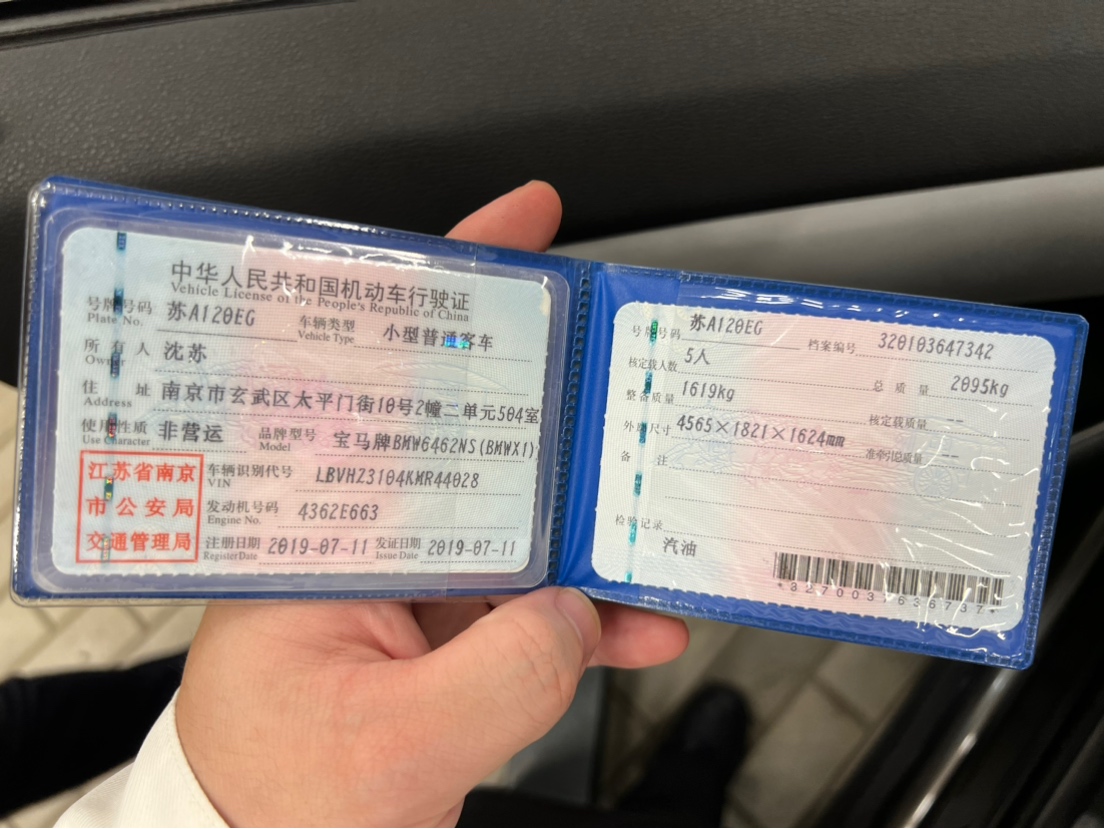 中华人民共和国机动车行驶证
Vehicle License of the People's Republic of China
号牌号码 苏A120EG 车辆类型 小型普通客车
Plate No. Vehicle Type
所有人 沈苏
Owner
住址 南京市玄武区太平门街10号2幢二单元504室
Address
使用性质 非营运 品牌型号 宝马牌BMW6462NS(BMWX1)
Use Character Model
江苏省南京
市公安局
交通管理局
车辆识别代号 LBVHZ3104KMR44028
VIN
发动机号码 4362E663
Engine No.
注册日期 2019-07-11 发证日期 2019-07-11
Register Date Issue Date
号牌号码 苏A120EG 档案编号 320103647342
核定载人数 5人 总质量 2095kg
整备质量 1619kg 核定载质量 --
外廓尺寸 4565×1821×1624mm 准牵引总质量 --
备注
检验记录
汽油